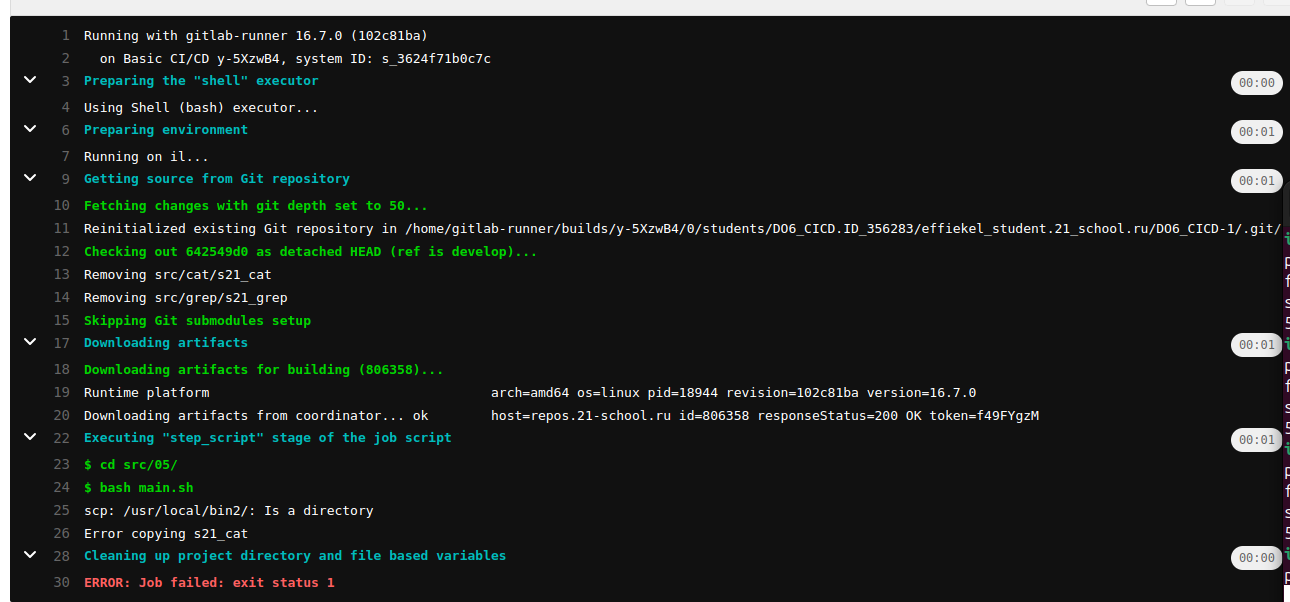 1 Running with gitlab-runner 16.7.0 (102c81ba)
2 on Basic CI/CD y-5XzwB4, system ID: s_3624f71b0c7c
3 Preparing the "shell" executor 00:00
4 Using Shell (bash) executor...
6 Preparing environment 00:01
7 Running on il...
9 Getting source from Git repository 00:01
10 Fetching changes with git depth set to 50...
11 Reinitialized existing Git repository in /home/gitlab-runner/builds/y-5XzwB4/0/students/DO6_CICD.ID_356283/effiekel_student.21_school.ru/DO6_CICD-1/.git/
12 Checking out 642549d0 as detached HEAD (ref is develop)...
13 Removing src/cat/s21_cat
14 Removing src/grep/s21_grep
15 Skipping Git submodules setup
17 Downloading artifacts 00:01
18 Downloading artifacts for building (806358)...
19 Runtime platform arch=amd64 os=linux pid=18944 revision=102c81ba version=16.7.0
20 Downloading artifacts from coordinator... ok host=repos.21-school.ru id=806358 responseStatus=200 OK token=f49FYgzM
22 Executing "step_script" stage of the job script 00:01
23 $ cd src/05/
24 $ bash main.sh
25 scp: /usr/local/bin2/: Is a directory
26 Error copying s21_cat
28 Cleaning up project directory and file based variables 00:00
30 ERROR: Job failed: exit status 1